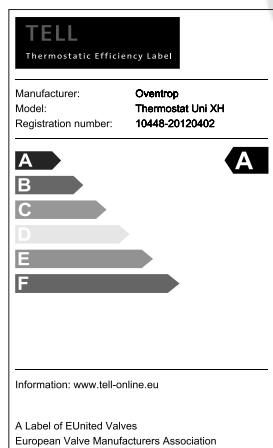 TELL
Thermostatic Efficiency Label
Manufacturer: Oventrop
Model: Thermostat Uni XH
Registration number: 10448-20120402
A A
B
C
D
E
F
Information: www.tell-online.eu
A Label of EUnited Valves
European Valve Manufacturers Association